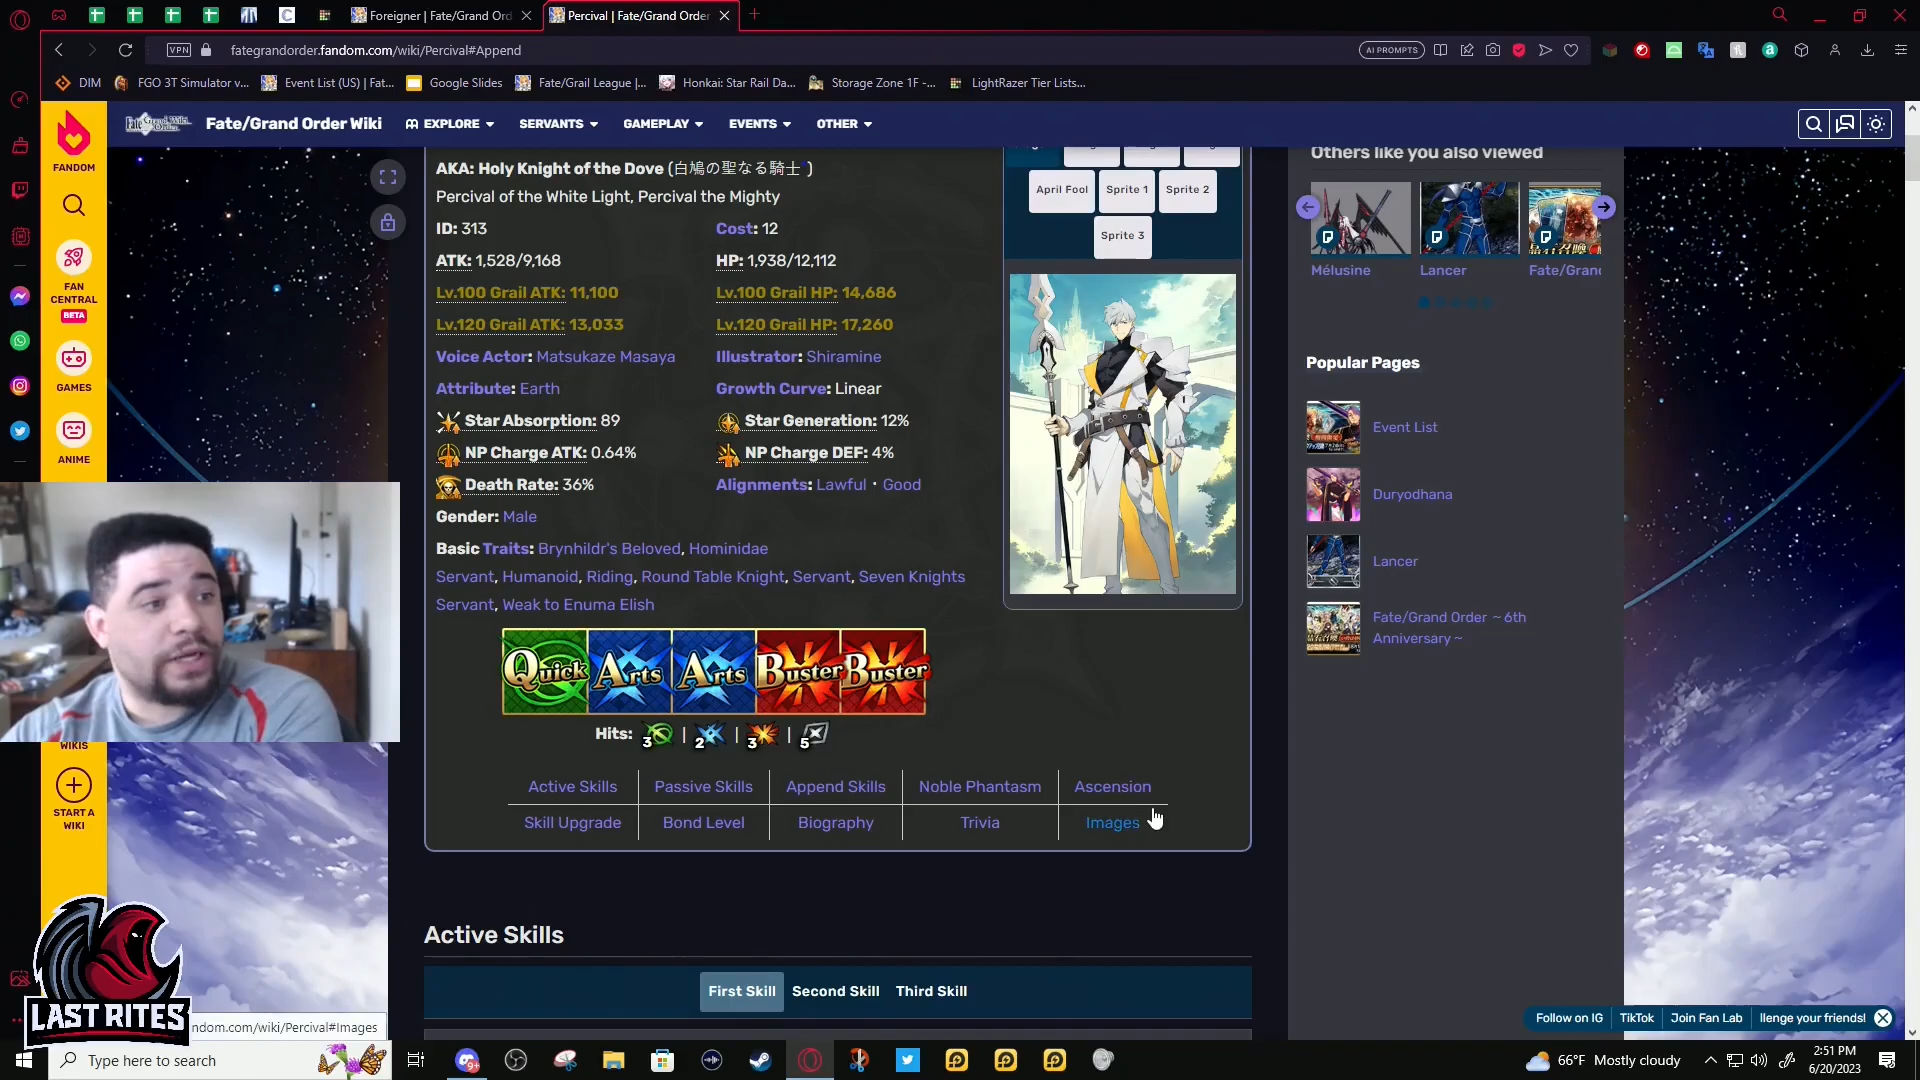 Foreigner | Fate/Grand Ord
Percival | Fate/Grand Order
VPN
fategrandorder.fandom.com/wiki/Percival#Append
AI PROMPTS
DIM
FGO 3T Simulator v...
Event List (US) | Fat...
Google Slides
Fate/Grail League |...
Honkai: Star Rail Da...
Storage Zone 1F -...
LightRazer Tier Lists...
Fate/Grand Order Wiki
EXPLORE
SERVANTS
GAMEPLAY
EVENTS
OTHER
FANDOM
FAN
CENTRAL
BETA
GAMES
ANIME
WIKIS
START A
WIKI
AKA: Holy Knight of the Dove (白鳩の聖なる騎士 )
Percival of the White Light, Percival the Mighty
ID: 313
Cost: 12
ATK: 1,528/9,168
HP: 1,938/12,112
Lv.100 Grail ATK: 11,100
Lv.100 Grail HP: 14,686
Lv.120 Grail ATK: 13,033
Lv.120 Grail HP: 17,260
Voice Actor: Matsukaze Masaya
Illustrator: Shiramine
Attribute: Earth
Growth Curve: Linear
Star Absorption: 89
Star Generation: 12%
NP Charge ATK: 0.64%
NP Charge DEF: 4%
Death Rate: 36%
Alignments: Lawful · Good
Gender: Male
Basic Traits: Brynhildr's Beloved, Hominidae
Servant, Humanoid, Riding, Round Table Knight, Servant, Seven Knights
Servant, Weak to Enuma Elish
Quick Arts Arts Buster Buster
Hits: 3 | 2 | 3 | 5
Active Skills
Passive Skills
Append Skills
Noble Phantasm
Ascension
Skill Upgrade
Bond Level
Biography
Trivia
Images
Active Skills
First Skill
Second Skill
Third Skill
April Fool
Sprite 1
Sprite 2
Sprite 3
Others like you also viewed
Mélusine
Lancer
Fate/Granc
Popular Pages
Event List
Duryodhana
Lancer
Fate/Grand Order ～6th
Anniversary～
Follow on IG
TikTok
Join Fan Lab
llenge your friends!
LAST RITES
ndom.com/wiki/Percival#Images
Type here to search
9+
66°F Mostly cloudy
2:51 PM
6/20/2023